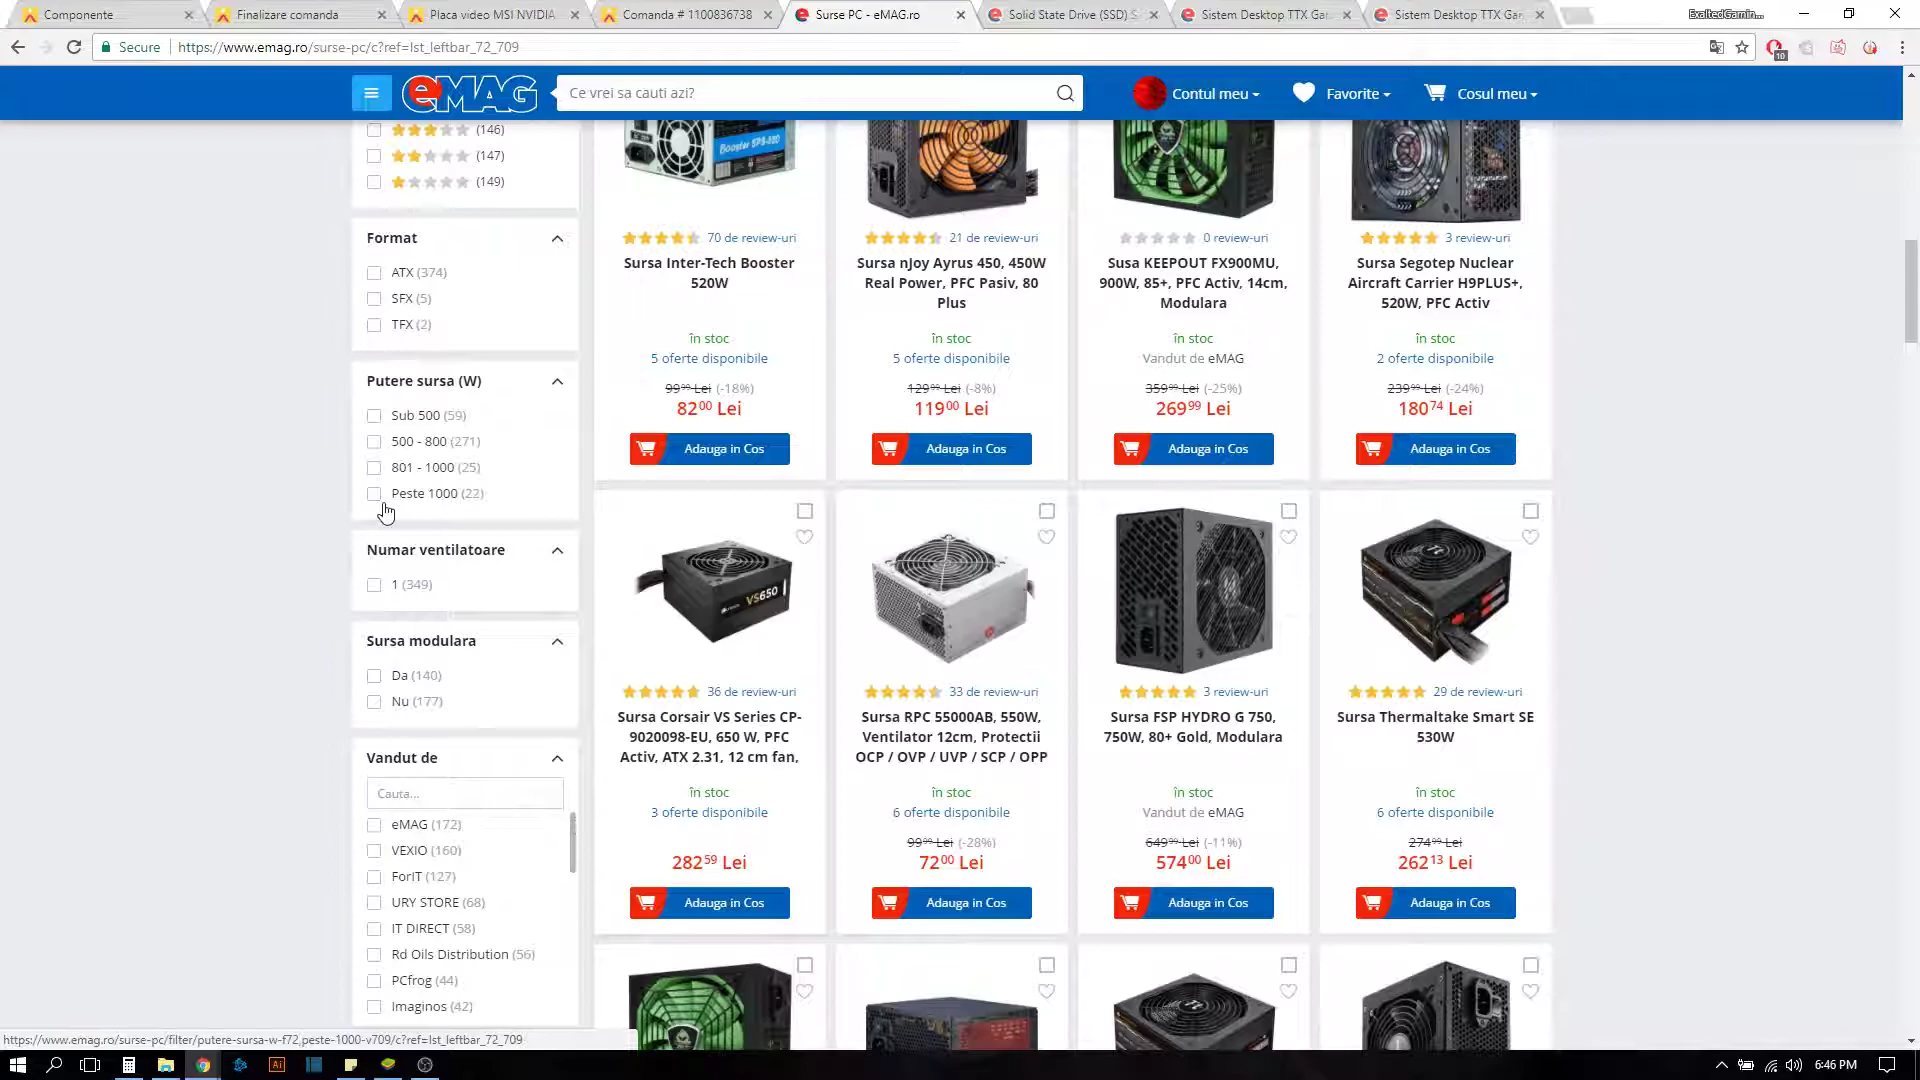 Componente
Finalizare comanda
Placa video MSI NVIDIA
Comanda # 1100836738
Surse PC - eMAG.ro
Solid State Drive (SSD) S
Sistem Desktop TTX Gar
Sistem Desktop TTX Gar
ExaltedGamin...
Secure
https://www.emag.ro/surse-pc/c?ref=lst_leftbar_72_709
10
eMAG
Ce vrei sa cauti azi?
Contul meu
Favorite
Cosul meu
(146)
(147)
(149)
Format
ATX (374)
SFX (5)
TFX (2)
Putere sursa (W)
Sub 500 (59)
500 - 800 (271)
801 - 1000 (25)
Peste 1000 (22)
Numar ventilatoare
1 (349)
Sursa modulara
Da (140)
Nu (177)
Vandut de
Cauta...
eMAG (172)
VEXIO (160)
ForIT (127)
URY STORE (68)
IT DIRECT (58)
Rd Oils Distribution (56)
PCfrog (44)
Imaginos (42)
70 de review-uri
Sursa Inter-Tech Booster
520W
în stoc
5 oferte disponibile
99⁹⁹ Lei (-18%)
82⁰⁰ Lei
Adauga in Cos
21 de review-uri
Sursa nJoy Ayrus 450, 450W
Real Power, PFC Pasiv, 80
Plus
în stoc
5 oferte disponibile
129⁹⁹ Lei (-8%)
119⁰⁰ Lei
Adauga in Cos
0 review-uri
Susa KEEPOUT FX900MU,
900W, 85+, PFC Activ, 14cm,
Modulara
în stoc
Vandut de eMAG
359⁹⁹ Lei (-25%)
269⁹⁹ Lei
Adauga in Cos
3 review-uri
Sursa Segotep Nuclear
Aircraft Carrier H9PLUS+,
520W, PFC Activ
în stoc
2 oferte disponibile
239⁹⁹ Lei (-24%)
180⁷⁴ Lei
Adauga in Cos
VS650
36 de review-uri
Sursa Corsair VS Series CP-
9020098-EU, 650 W, PFC
Activ, ATX 2.31, 12 cm fan,
în stoc
3 oferte disponibile
282⁵⁹ Lei
Adauga in Cos
33 de review-uri
Sursa RPC 55000AB, 550W,
Ventilator 12cm, Protectii
OCP / OVP / UVP / SCP / OPP
în stoc
6 oferte disponibile
99⁹⁹ Lei (-28%)
72⁰⁰ Lei
Adauga in Cos
3 review-uri
Sursa FSP HYDRO G 750,
750W, 80+ Gold, Modulara
în stoc
Vandut de eMAG
649⁹⁹ Lei (-11%)
574⁰⁰ Lei
Adauga in Cos
29 de review-uri
Sursa Thermaltake Smart SE
530W
în stoc
6 oferte disponibile
274⁹⁹ Lei
262¹³ Lei
Adauga in Cos
https://www.emag.ro/surse-pc/filter/putere-sursa-w-f72,peste-1000-v709/c?ref=lst_leftbar_72_709
Ai
6:46 PM